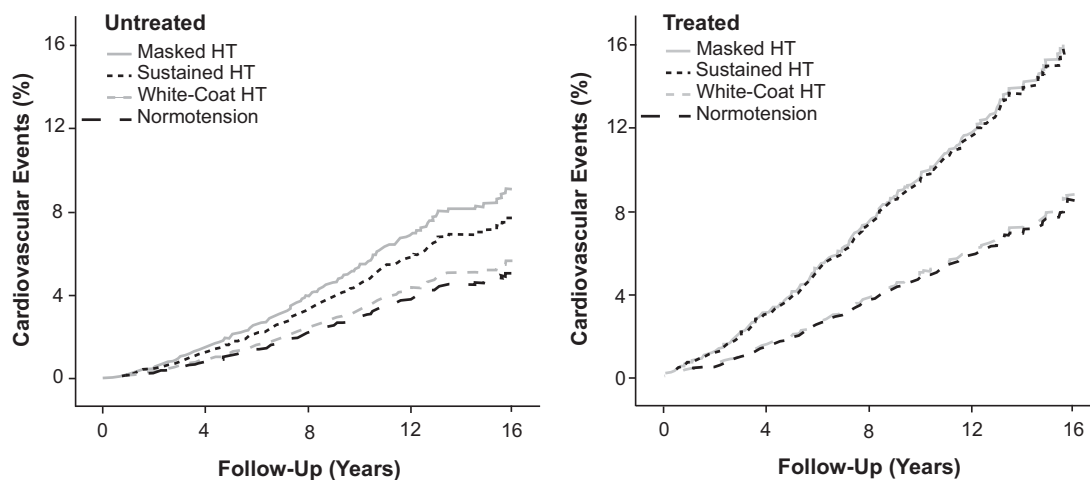 Untreated
Masked HT
Sustained HT
White-Coat HT
Normotension
Cardiovascular Events (%)
16
12
8
4
0
0 4 8 12 16
Follow-Up (Years)
Treated
Masked HT
Sustained HT
White-Coat HT
Normotension
Cardiovascular Events (%)
16
12
8
4
0
0 4 8 12 16
Follow-Up (Years)